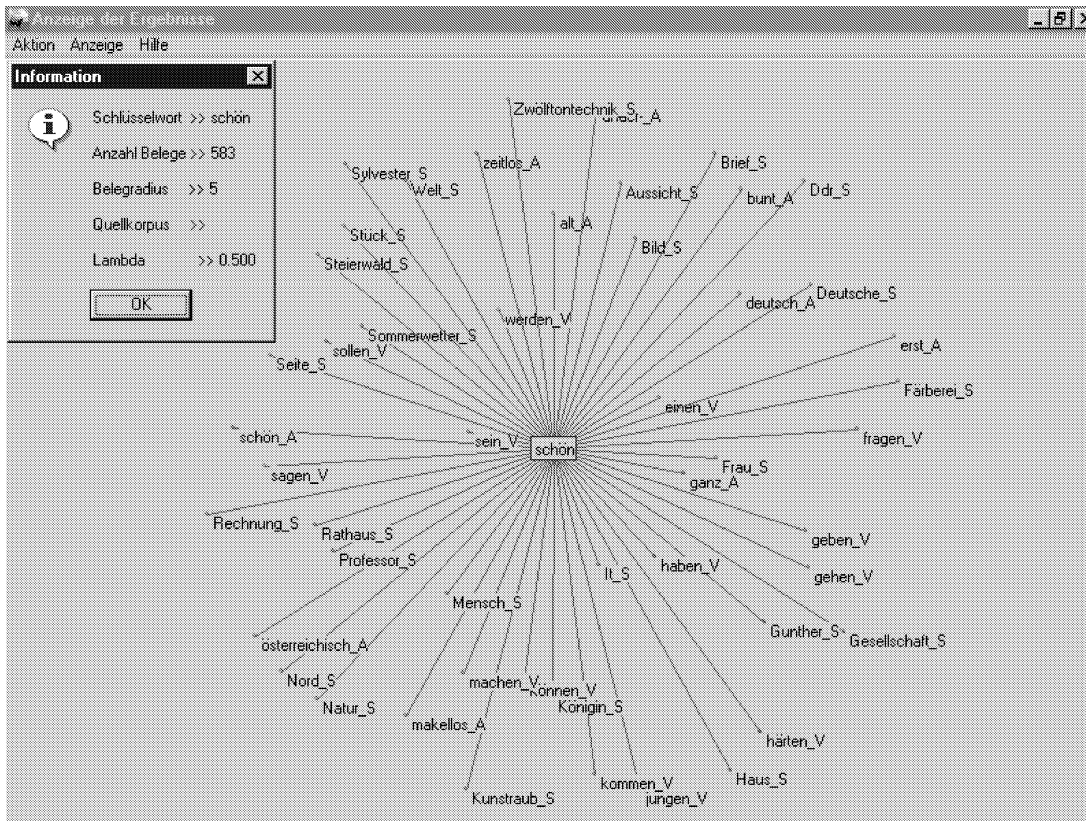 Anzeige der Ergebnisse
Aktion Anzeige Hilfe
Information
Schlüsselwort >> schön
Anzahl Belege >> 583
Belegradius >> 5
Quellkorpus >>
Lambda >> 0.500
OK
Zwölftontechnik_S
zeitlos_A
Brief_S
Sylvester_S
Welt_S
Aussicht_S
bunt_A
Ddr_S
alt_A
Stück_S
Bild_S
Steierwald_S
deutsch_A
Deutsche_S
werden_V
Sommerwetter_S
sollen_V
erst_A
Seite_S
Färberei_S
einen_V
schön_A
sein_V
fragen_V
schön
sagen_V
Frau_S
ganz_A
Rechnung_S
Rathaus_S
geben_V
Professor_S
It_S
haben_V
gehen_V
Mensch_S
Gunther_S
Gesellschaft_S
österreichisch_A
Nord_S
machen_V
können_V
Natur_S
Königin_S
makellos_A
härten_V
Haus_S
kommen_V
Kunstraub_S
jungen_V